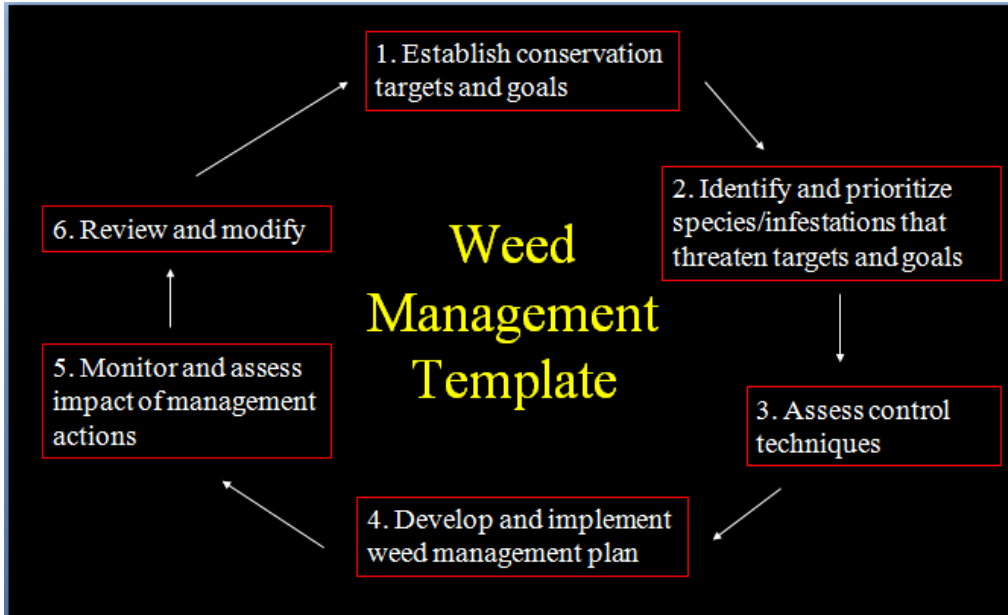 1. Establish conservation
targets and goals
2. Identify and prioritize
species/infestations that
threaten targets and goals
3. Assess control
techniques
4. Develop and implement
weed management plan
5. Monitor and assess
impact of management
actions
6. Review and modify
Weed
Management
Template